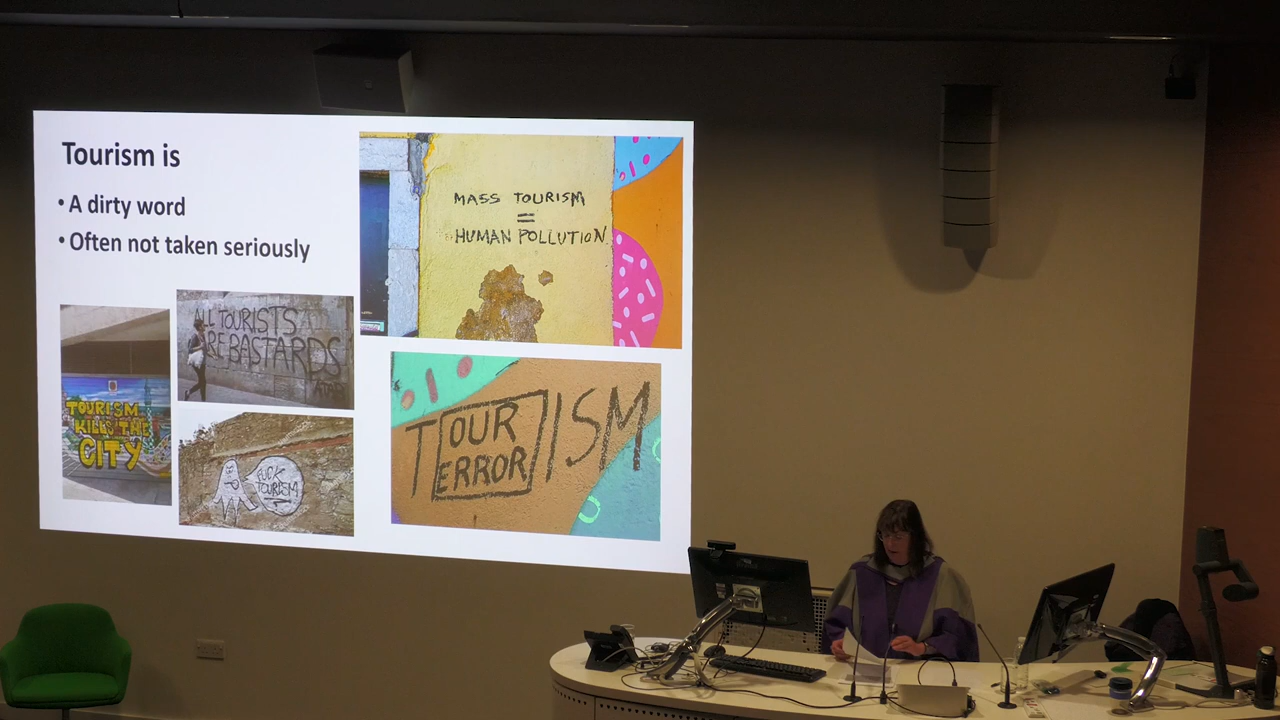 Tourism is
• A dirty word
• Often not taken seriously
MASS TOURISM
=
HUMAN POLLUTION
ALL TOURISTS
ARE BASTARDS
TOURISM
KILLS THE
CITY
FUCK
TOURISM
T[OUR
ERROR]ISM